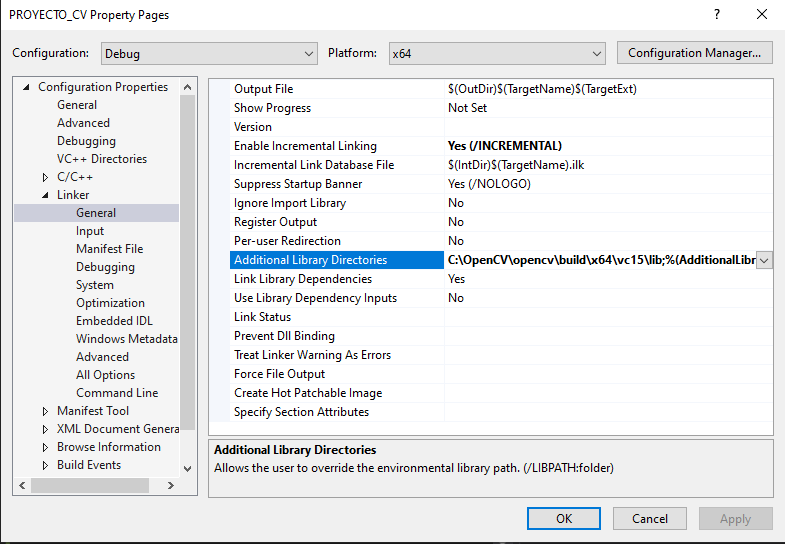 PROYECTO_CV Property Pages
? 
Configuration: Debug Platform: x64 Configuration Manager...
Configuration Properties
General
Advanced
Debugging
VC++ Directories
C/C++
Linker
General
Input
Manifest File
Debugging
System
Optimization
Embedded IDL
Windows Metadata
Advanced
All Options
Command Line
Manifest Tool
XML Document Genera
Browse Information
Build Events
Output File $(OutDir)$(TargetName)$(TargetExt)
Show Progress Not Set
Version
Enable Incremental Linking Yes (/INCREMENTAL)
Incremental Link Database File $(IntDir)$(TargetName).ilk
Suppress Startup Banner Yes (/NOLOGO)
Ignore Import Library No
Register Output No
Per-user Redirection No
Additional Library Directories C:\OpenCV\opencv\build\x64\vc15\lib;%(AdditionalLibr
Link Library Dependencies Yes
Use Library Dependency Inputs No
Link Status
Prevent Dll Binding
Treat Linker Warning As Errors
Force File Output
Create Hot Patchable Image
Specify Section Attributes
Additional Library Directories
Allows the user to override the environmental library path. (/LIBPATH:folder)
OK Cancel Apply